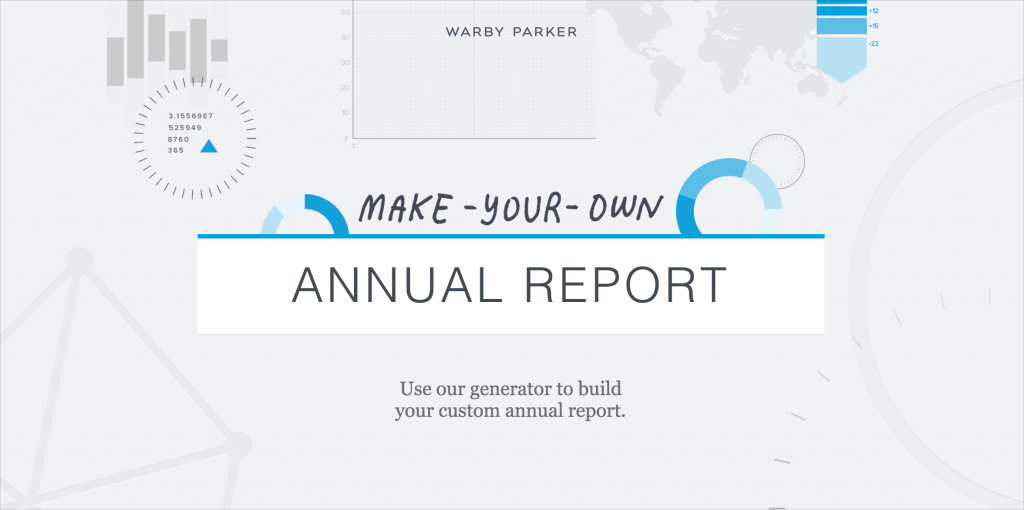 50
WARBY PARKER
+12
+15
40
-22
30
20
3.15569E7
10
525949
8760
365
MAKE-YOUR-OWN
ANNUAL REPORT
Use our generator to build
your custom annual report.